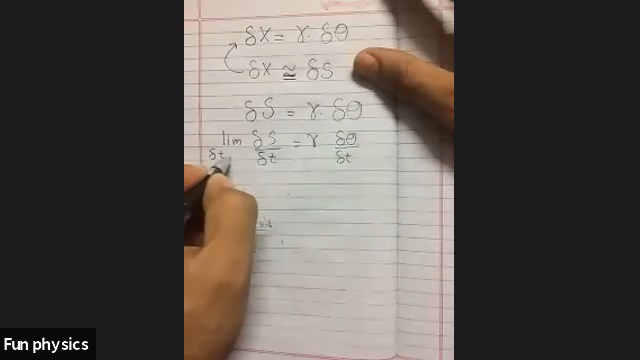 δX = r · δθ
δx ≅ δS
δS = r · δθ
lim δS/δt = r δθ/δt
δt
Fun physics